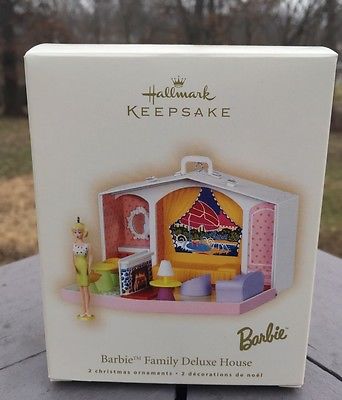 Hallmark
KEEPSAKE
Barbie
Barbie™ Family Deluxe House
2 christmas ornaments • 2 décorations de noël